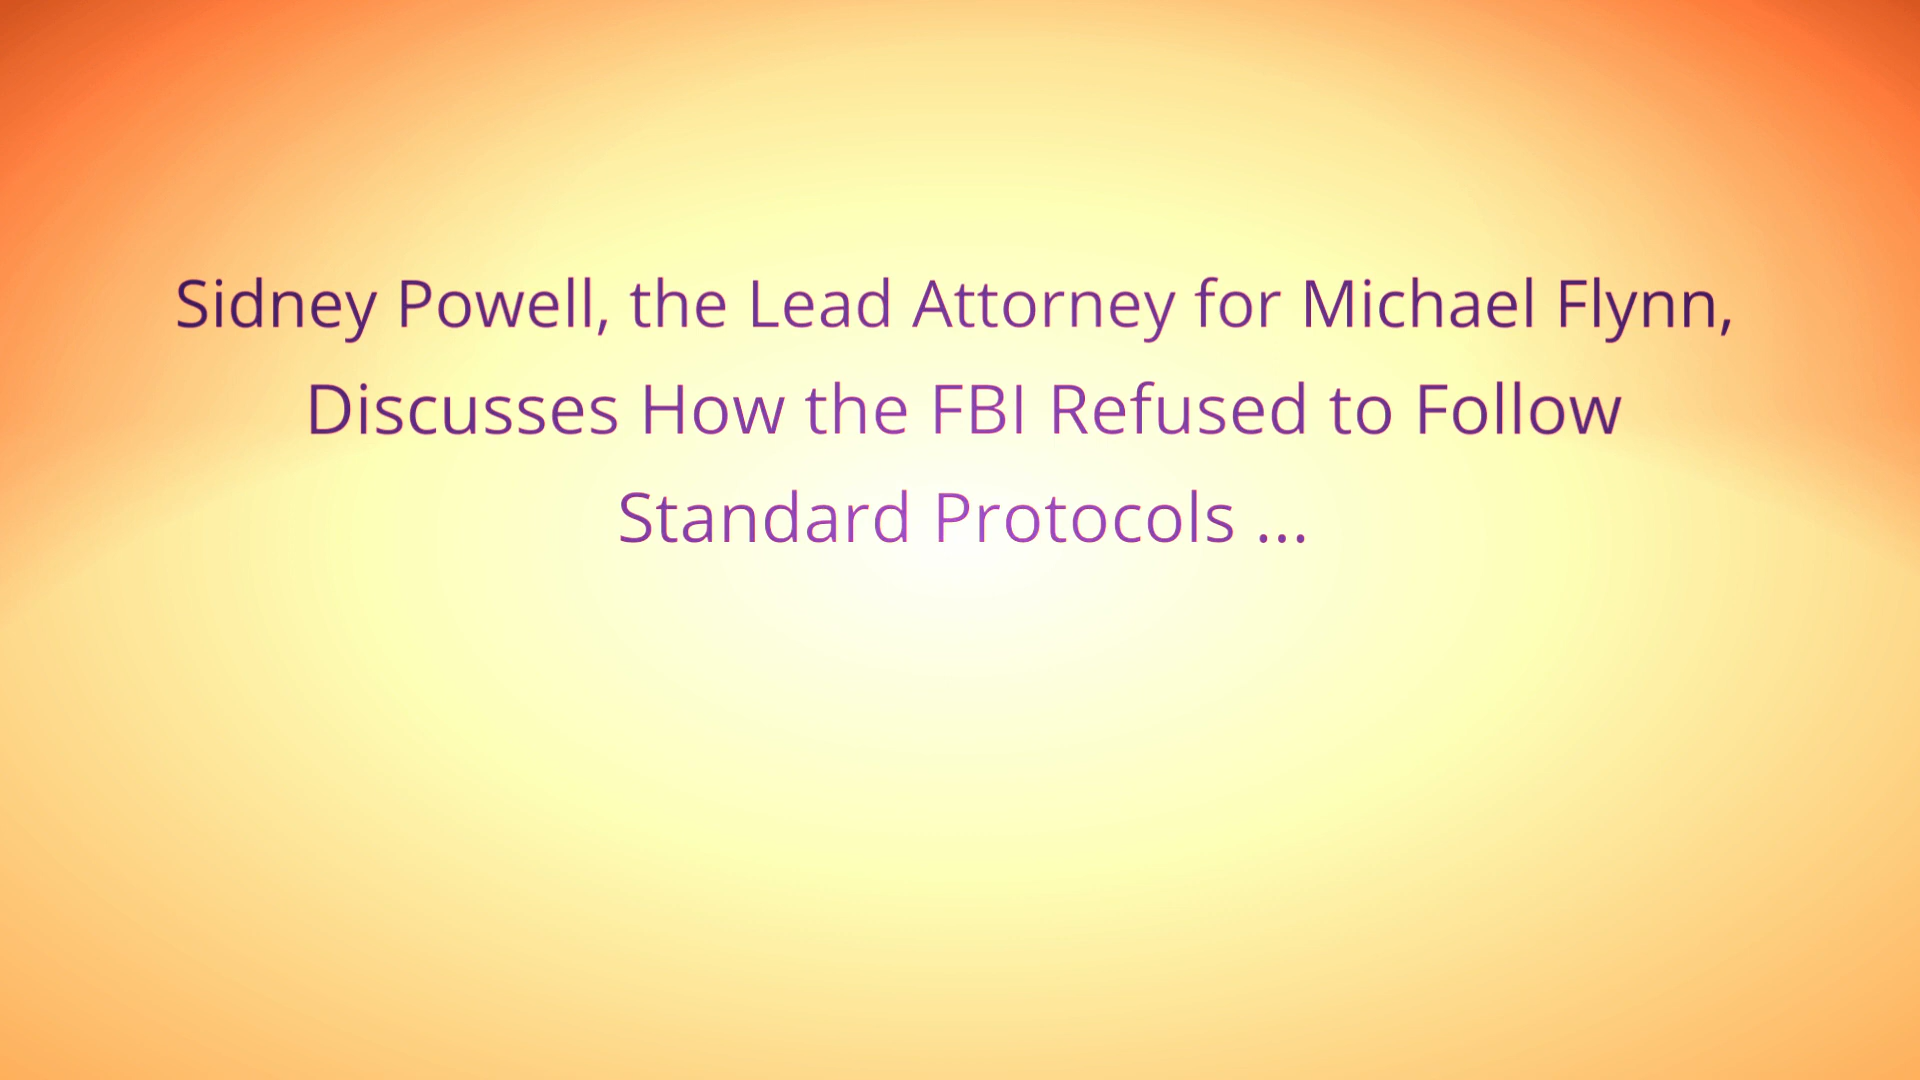 Sidney Powell, the Lead Attorney for Michael Flynn,
Discusses How the FBI Refused to Follow
Standard Protocols ...